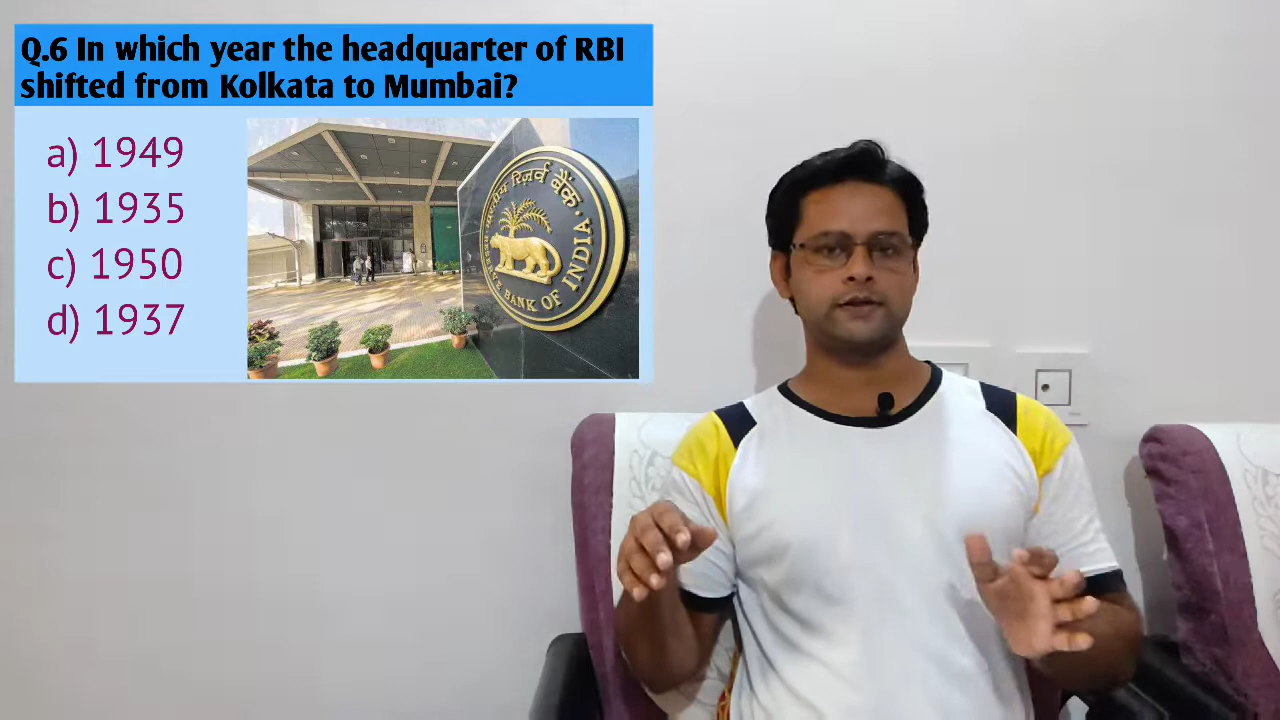 Q.6 In which year the headquarter of RBI
shifted from Kolkata to Mumbai?
a) 1949
b) 1935
c) 1950
d) 1937
भारतीय रिज़र्व बैंक
RESERVE BANK OF INDIA